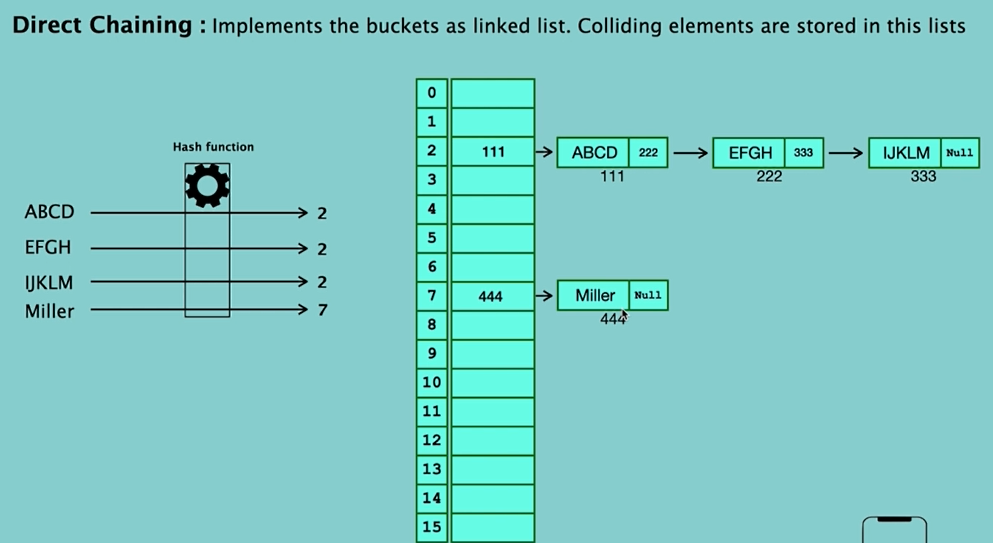 Direct Chaining : Implements the buckets as linked list. Colliding elements are stored in this lists
Hash function
ABCD 2
EFGH 2
IJKLM 2
Miller 7
0
1
2 111 ABCD 222 EFGH 333 IJKLM Null
111 222 333
3
4
5
6
7 444 Miller Null
444
8
9
10
11
12
13
14
15